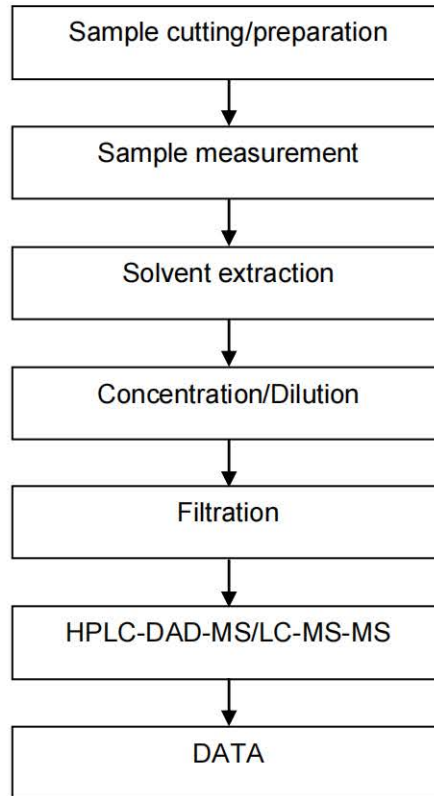 Sample cutting/preparation
Sample measurement
Solvent extraction
Concentration/Dilution
Filtration
HPLC-DAD-MS/LC-MS-MS
DATA